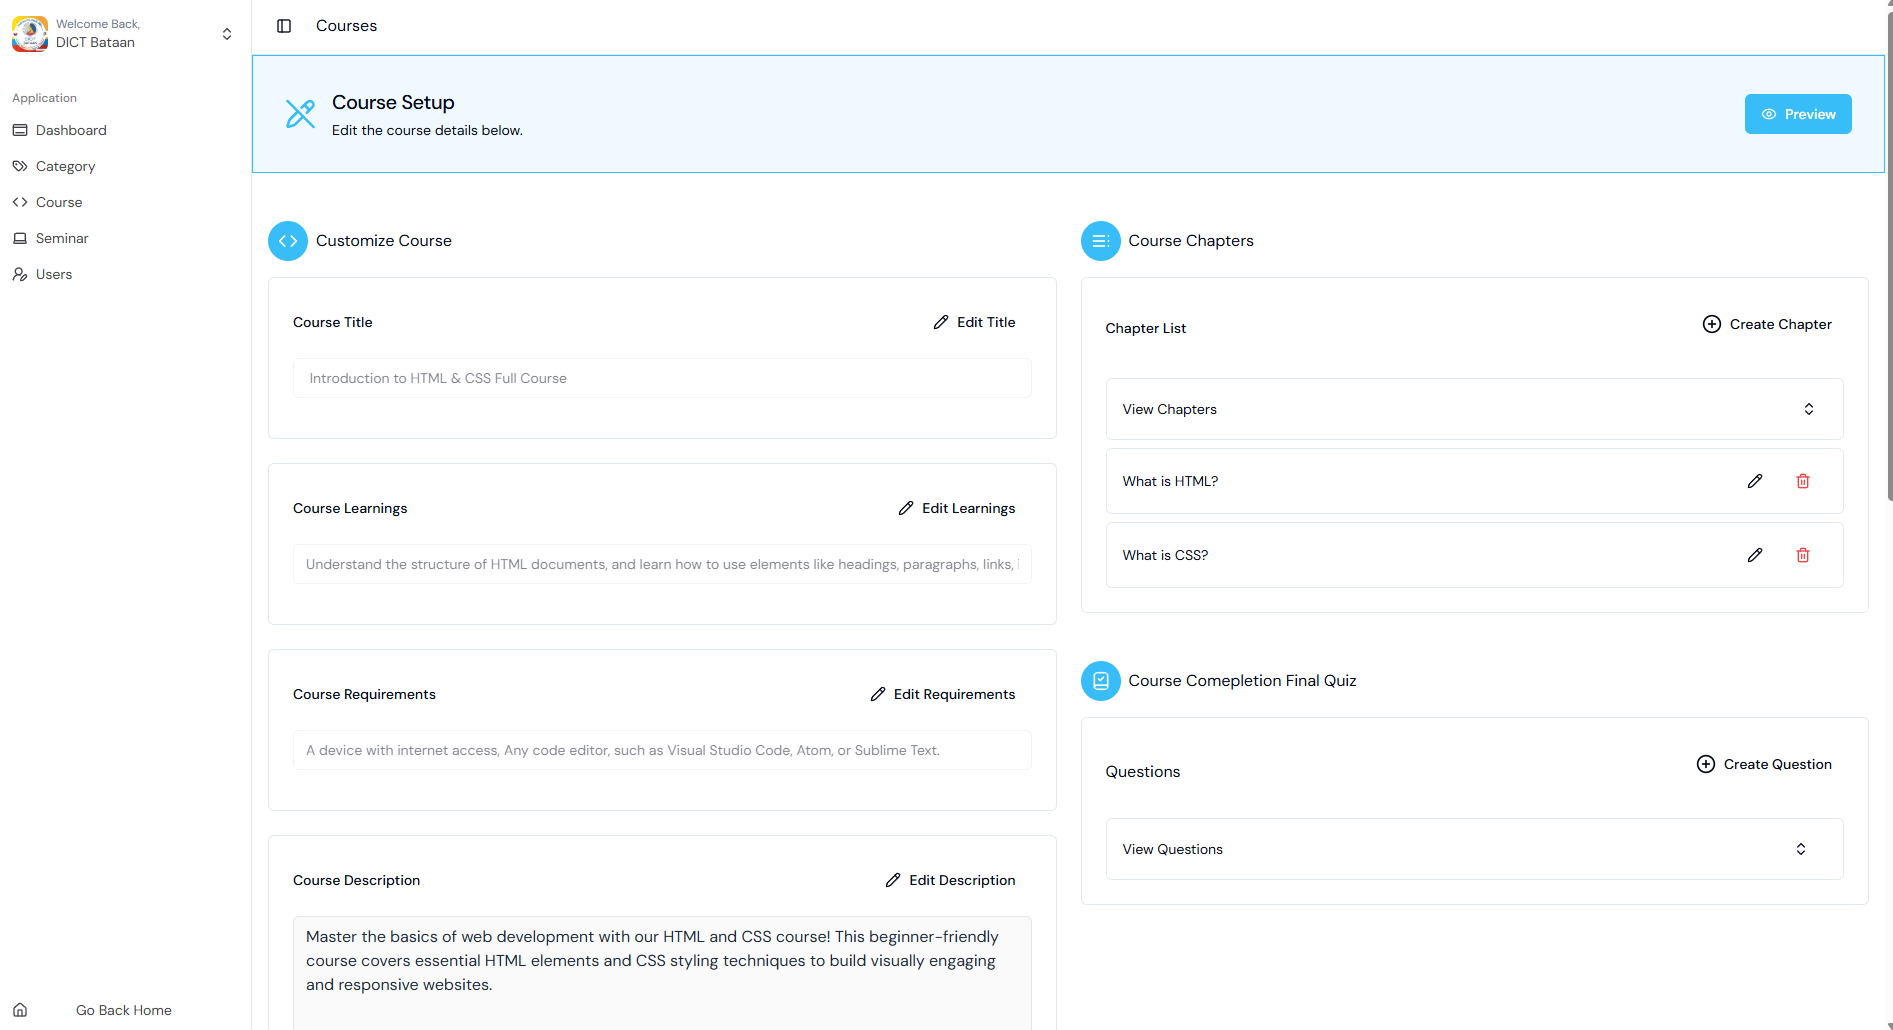 Welcome Back,
DICT Bataan
Application
Dashboard
Category
Course
Seminar
Users
Go Back Home
Courses
Course Setup
Edit the course details below.
Preview
Customize Course
Course Title
Edit Title
Introduction to HTML & CSS Full Course
Course Learnings
Edit Learnings
Understand the structure of HTML documents, and learn how to use elements like headings, paragraphs, links,
Course Requirements
Edit Requirements
A device with internet access, Any code editor, such as Visual Studio Code, Atom, or Sublime Text.
Course Description
Edit Description
Master the basics of web development with our HTML and CSS course! This beginner-friendly
course covers essential HTML elements and CSS styling techniques to build visually engaging
and responsive websites.
Course Chapters
Chapter List
Create Chapter
View Chapters
What is HTML?
What is CSS?
Course Comepletion Final Quiz
Questions
Create Question
View Questions